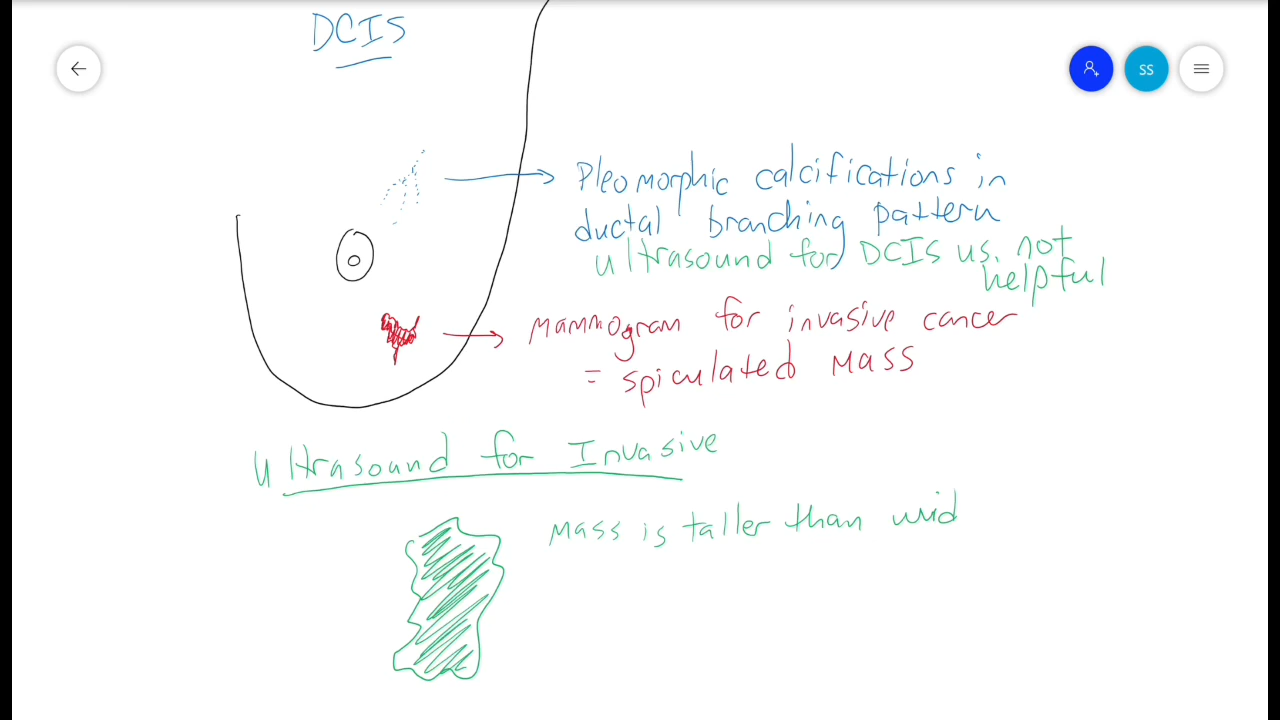 DCIS
SS
Pleomorphic calcifications in
ductal branching pattern
ultrasound for DCIS us. not
helpful
mammogram for invasive cancer
= spiculated mass
ultrasound for Invasive
mass is taller than wid